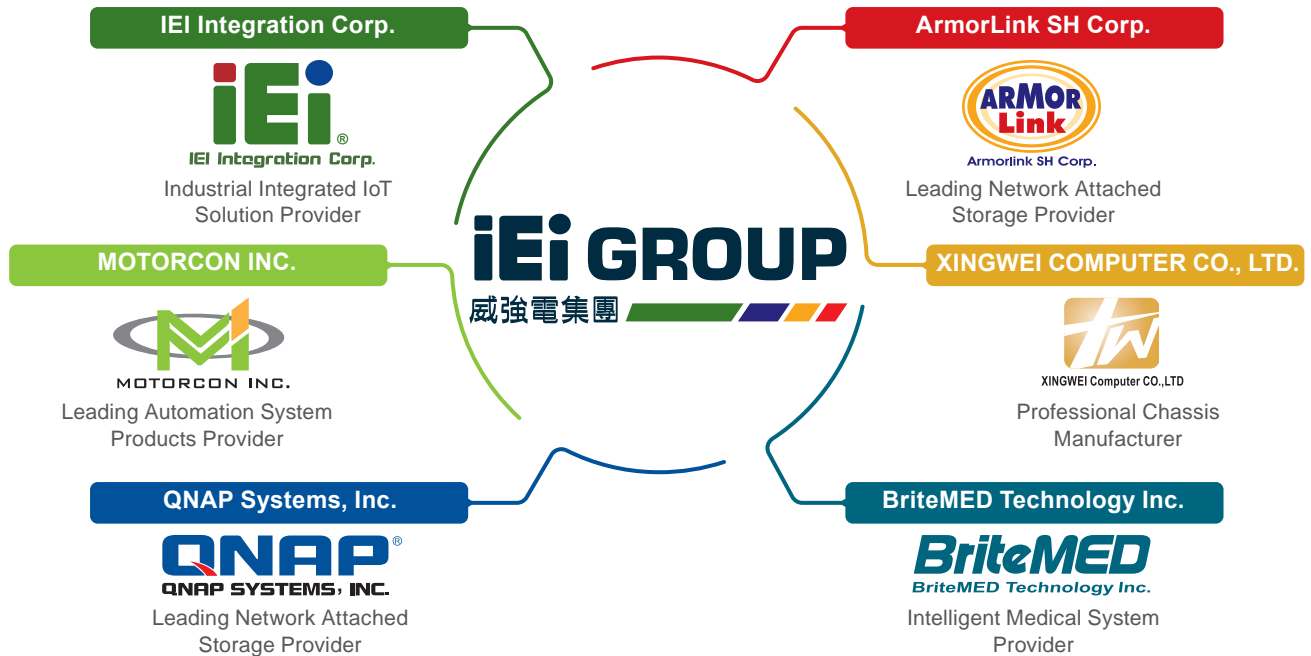 IEI Integration Corp.
iEi®
IEI Integration Corp.
Industrial Integrated IoT
Solution Provider
ArmorLink SH Corp.
ARMOR
Link
Armorlink SH Corp.
Leading Network Attached
Storage Provider
iEi GROUP
威強電集團
MOTORCON INC.
MOTORCON INC.
Leading Automation System
Products Provider
XINGWEI COMPUTER CO., LTD.
XINGWEI Computer CO.,LTD
Professional Chassis
Manufacturer
QNAP Systems, Inc.
QNAP®
QNAP SYSTEMS, INC.
Leading Network Attached
Storage Provider
BriteMED Technology Inc.
BriteMED
BriteMED Technology Inc.
Intelligent Medical System
Provider